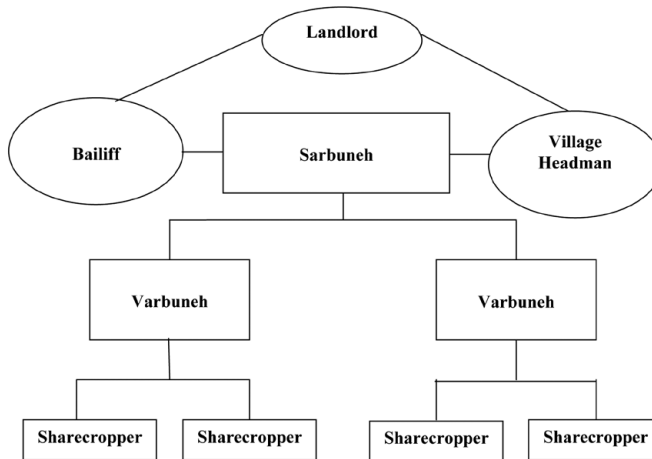 Landlord
Bailiff
Sarbuneh
Village
Headman
Varbuneh
Varbuneh
Sharecropper
Sharecropper
Sharecropper
Sharecropper